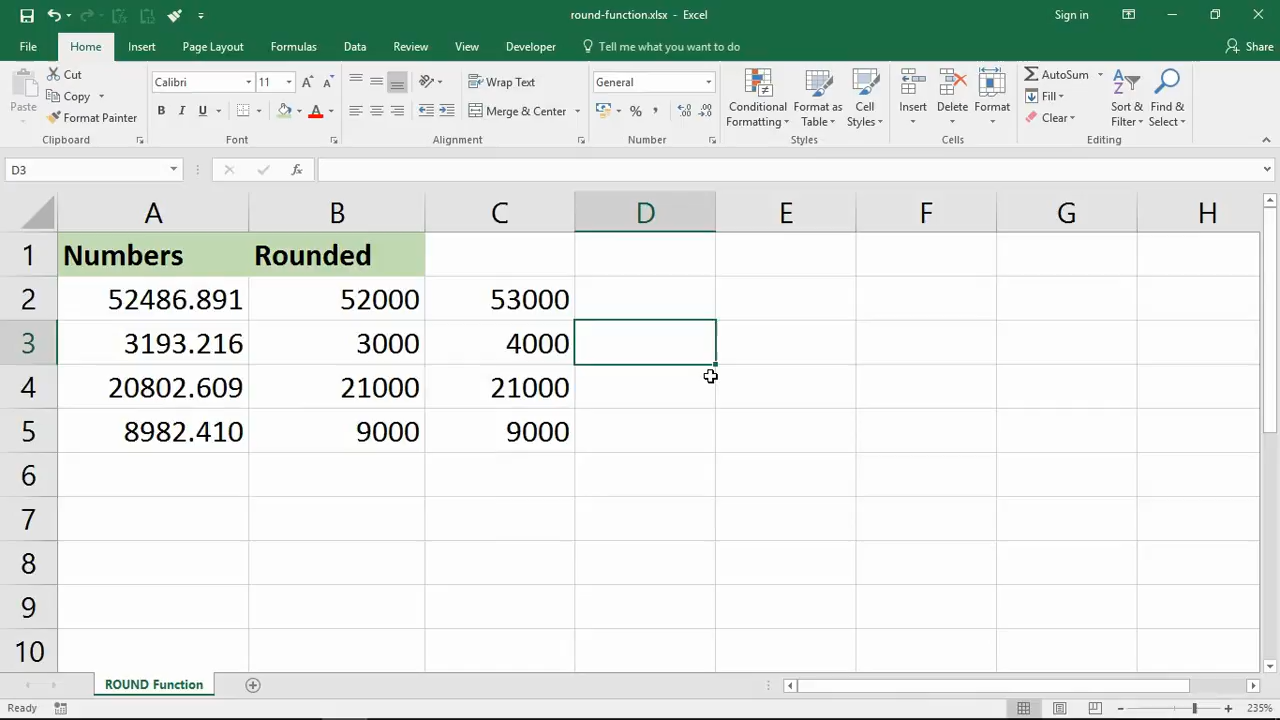 round-function.xlsx - Excel
Sign in
File Home Insert Page Layout Formulas Data Review View Developer Tell me what you want to do Share
Paste
Cut
Copy
Format Painter
Clipboard
Calibri 11
B I U A
Font
Wrap Text
Merge & Center
Alignment
General
% ,
Number
Conditional Formatting
Format as Table
Cell Styles
Styles
Insert Delete Format
Cells
AutoSum
Fill
Clear
Sort & Filter
Find & Select
Editing
D3 fx
A B C D E F G H
1 Numbers Rounded
2 52486.891 52000 53000
3 3193.216 3000 4000
4 20802.609 21000 21000
5 8982.410 9000 9000
6
7
8
9
10
ROUND Function
Ready 235%